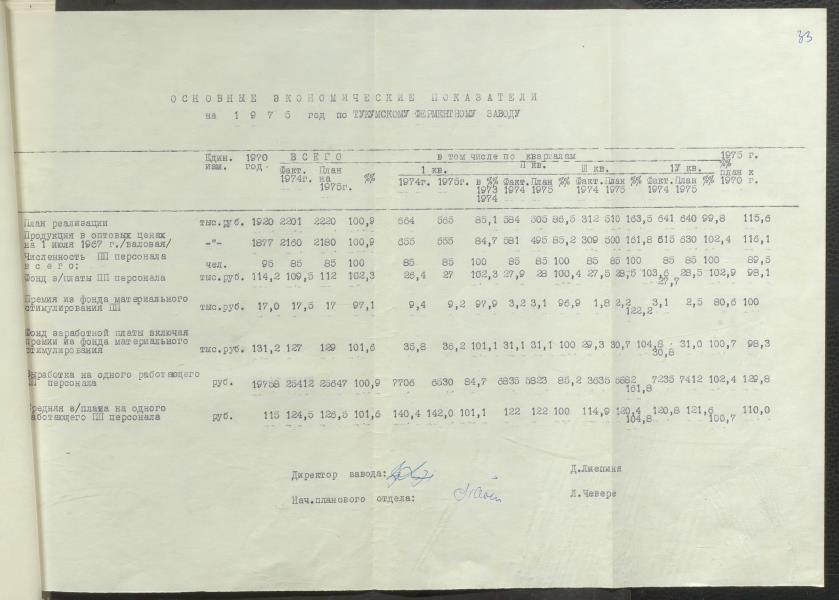 33
ОСНОВНЫЕ ЭКОНОМИЧЕСКИЕ ПОКАЗАТЕЛИ
на 1975 год по ТУКУМСКОМУ ФЕРМЕНТНОМУ ЗАВОДУ
Един. 1970 ВСЕГО в том числе по кварталам 1975 г.
изм. год. Факт. План %% 1 кв. П кв. Ш кв. 1У кв. %%
1974г. на 1974г. 1975г. в %% Факт. План %% Факт. План %% Факт. План %% план к
1975г. 1973 1974 1975 1974 1975 1974 1975 1970 г.
1974
План реализации тыс.руб. 1920 2201 2220 100,9 664 565 85,1 584 505 86,5 312 510 163,5 641 640 99,8 115,6
Продукция в оптовых ценах
на 1 июля 1967 г./валовая/ -"- 1877 2160 2180 100,9 655 555 84,7 581 495 85,2 309 500 161,8 615 630 102,4 116,1
Численность ПП персонала
всего: чел. 95 85 85 100 85 85 100 85 85 100 85 85 100 85 85 100 89,5
Фонд з/платы ПП персонала тыс.руб. 114,2 109,5 112 102,3 26,4 27 102,3 27,9 28 100,4 27,5 28,5 103,6 28,5 102,9 98,1
27,7
Премия из фонда материального
стимулирования ПП тыс.руб. 17,0 17,5 17 97,1 9,4 9,2 97,9 3,2 3,1 96,9 1,8 2,2 3,1 2,5 80,6 100
122,2
Фонд заработной платы включая
премии из фонда материального
стимулирования тыс.руб. 131,2 127 129 101,6 35,8 36,2 101,1 31,1 31,1 100 29,3 30,7 104,8 31,0 100,7 98,3
30,8
Выработка на одного работающего
ПП персонала руб. 19758 25412 25647 100,9 7706 6530 84,7 6835 5823 85,2 3635 5882 7235 7412 102,4 129,8
161,8
Средняя з/плата на одного
работающего ПП персонала руб. 115 124,5 126,5 101,6 140,4 142,0 101,1 122 122 100 114,9 120,4 120,8 121,6 110,0
104,8 100,7
Директор завода: Д.Лиепиня
Нач.планового отдела: Л.Чевере